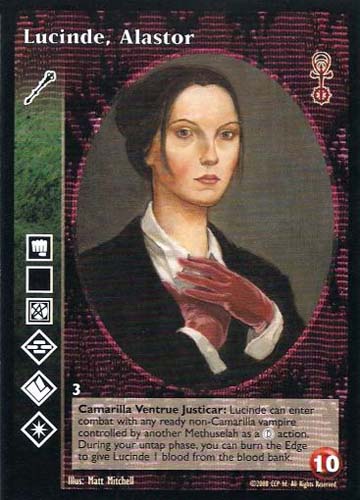 Lucinde, Alastor
3
Camarilla Ventrue Justicar: Lucinde can enter
combat with any ready non-Camarilla vampire
controlled by another Methuselah as a Ⓓ action.
During your untap phase, you can burn the Edge
to give Lucinde 1 blood from the blood bank.
10
Illus: Matt Mitchell
©2008 CCP hf. All Rights Reserved.